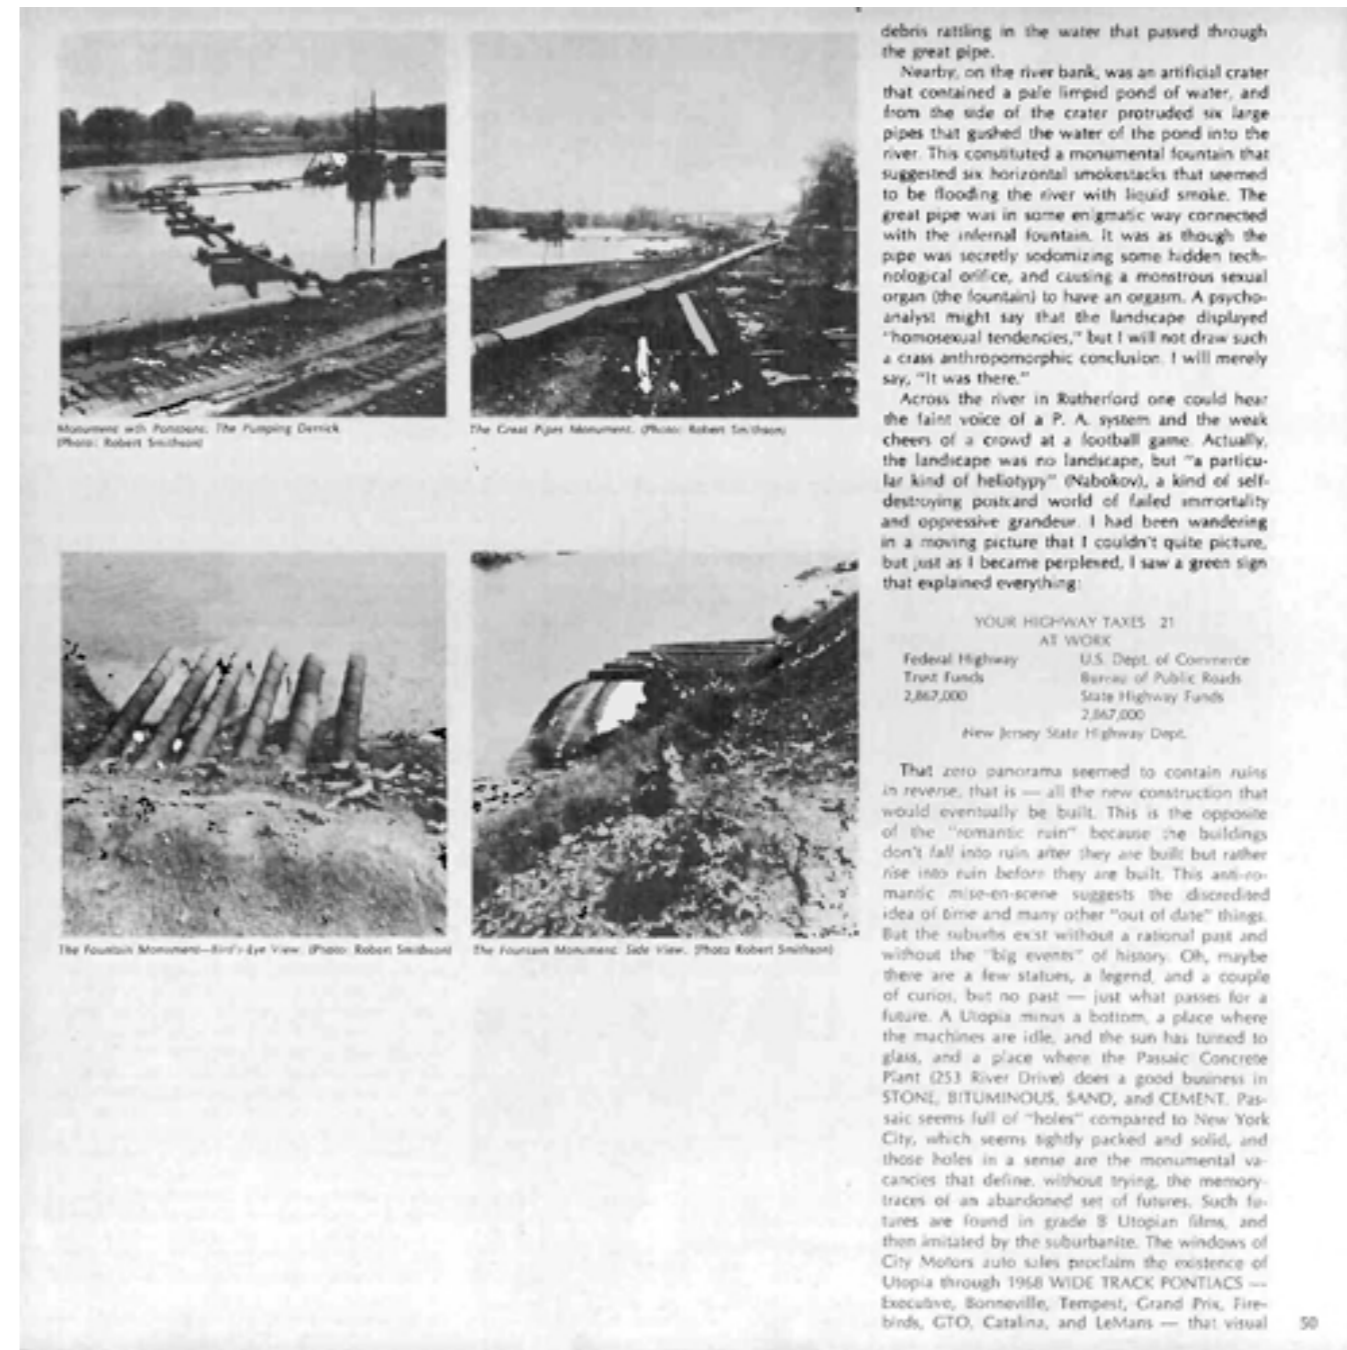 Monument with Pontoons: The Pumping Derrick.
(Photo: Robert Smithson)
The Great Pipes Monument. (Photo: Robert Smithson)
The Fountain Monument—Bird's Eye View. (Photo: Robert Smithson)
The Fountain Monument: Side View. (Photo Robert Smithson)
debris rattling in the water that passed through
the great pipe.
Nearby, on the river bank, was an artificial crater
that contained a pale limpid pond of water, and
from the side of the crater protruded six large
pipes that gushed the water of the pond into the
river. This constituted a monumental fountain that
suggested six horizontal smokestacks that seemed
to be flooding the river with liquid smoke. The
great pipe was in some enigmatic way connected
with the infernal fountain. It was as though the
pipe was secretly sodomizing some hidden tech-
nological orifice, and causing a monstrous sexual
organ (the fountain) to have an orgasm. A psycho-
analyst might say that the landscape displayed
"homosexual tendencies," but I will not draw such
a crass anthropomorphic conclusion. I will merely
say, "It was there."
Across the river in Rutherford one could hear
the faint voice of a P. A. system and the weak
cheers of a crowd at a football game. Actually,
the landscape was no landscape, but "a particu-
lar kind of heliotypy" (Nabokov), a kind of self-
destroying postcard world of failed immortality
and oppressive grandeur. I had been wandering
in a moving picture that I couldn't quite picture,
but just as I became perplexed, I saw a green sign
that explained everything:
YOUR HIGHWAY TAXES 21
AT WORK
Federal Highway U.S. Dept. of Commerce
Trust Funds Bureau of Public Roads
2,867,000 State Highway Funds
2,867,000
New Jersey State Highway Dept.
That zero panorama seemed to contain ruins
in reverse, that is — all the new construction that
would eventually be built. This is the opposite
of the "romantic ruin" because the buildings
don't fall into ruin after they are built but rather
rise into ruin before they are built. This anti-ro-
mantic mise-en-scene suggests the discredited
idea of time and many other "out of date" things.
But the suburbs exist without a rational past and
without the "big events" of history. Oh, maybe
there are a few statues, a legend, and a couple
of curios, but no past — just what passes for a
future. A Utopia minus a bottom, a place where
the machines are idle, and the sun has turned to
glass, and a place where the Passaic Concrete
Plant (253 River Drive) does a good business in
STONE, BITUMINOUS, SAND, and CEMENT. Pas-
saic seems full of "holes" compared to New York
City, which seems tightly packed and solid, and
those holes in a sense are the monumental va-
cancies that define, without trying, the memory-
traces of an abandoned set of futures. Such fu-
tures are found in grade B Utopian films, and
then imitated by the suburbanite. The windows of
City Motors auto sales proclaim the existence of
Utopia through 1968 WIDE TRACK PONTIACS —
Executive, Bonneville, Tempest, Grand Prix, Fire-
birds, GTO, Catalina, and LeMans — that visual
50